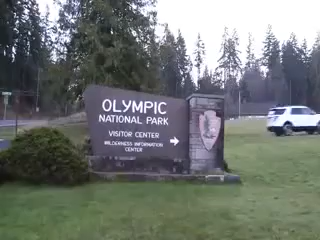 OLYMPIC
NATIONAL PARK
VISITOR CENTER
WILDERNESS INFORMATION
CENTER